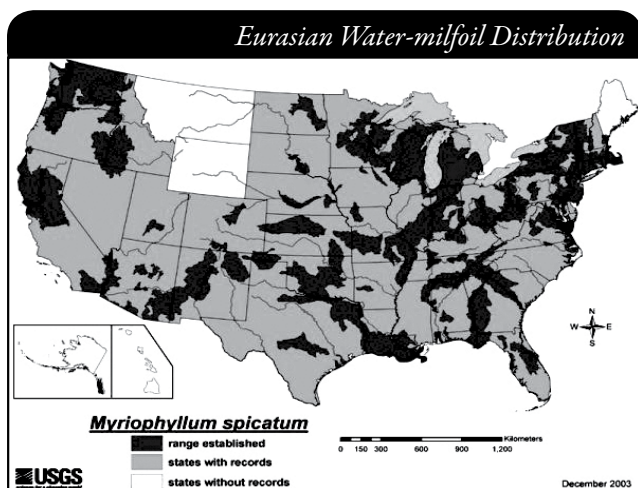 Eurasian Water-milfoil Distribution
N
W E
S
Myriophyllum spicatum
range established
states with records
states without records
Kilometers
0 150 300 600 900 1,200
USGS
December 2003